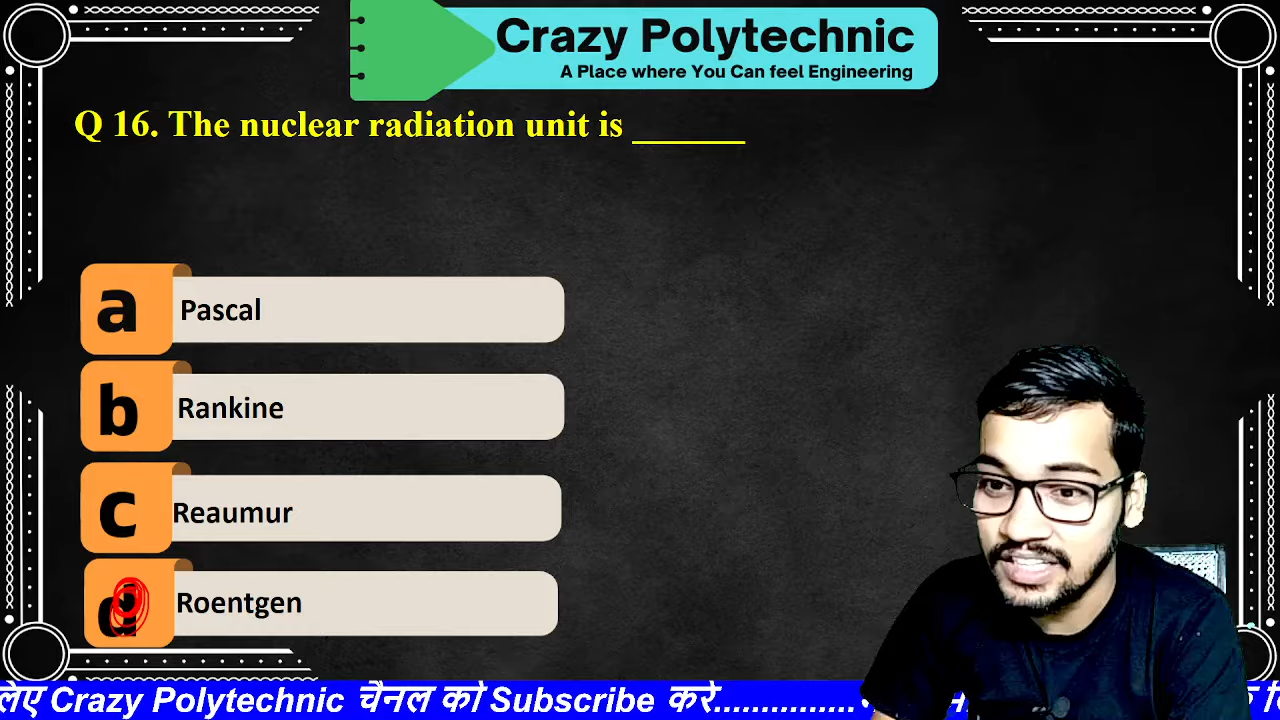 Crazy Polytechnic
A Place where You Can feel Engineering
Q 16. The nuclear radiation unit is ______
a Pascal
b Rankine
c Reaumur
d Roentgen
लिए Crazy Polytechnic चैनल को Subscribe करे...............